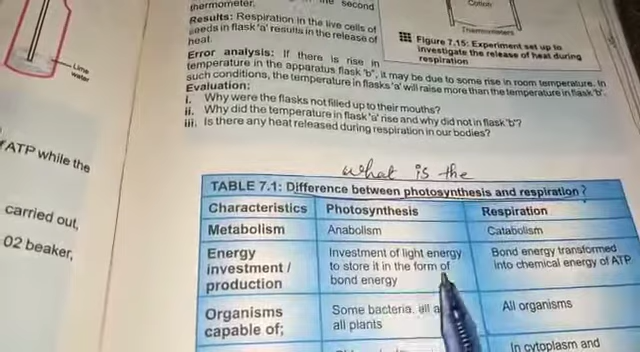 thermometer.
the second
Results: Respiration in the live cells of
seeds in flask 'a' results in the release of
heat.
Cotton
Thermometers
Figure 7.15: Experiment set up to
investigate the release of heat during
respiration
Error analysis: If there is rise in
temperature in the apparatus flask "b", it may be due to some rise in room temperature. In
such conditions, the temperature in flasks 'a' will raise more than the temperature in flask 'b'.
Evaluation:
i. Why were the flasks not filled up to their mouths?
ii. Why did the temperature in flask 'a' rise and why did not in flask 'b'?
iii. Is there any heat released during respiration in our bodies?
Lime
water
ATP while the
carried out,
02 beaker,
what is the
TABLE 7.1: Difference between photosynthesis and respiration?
Characteristics Photosynthesis Respiration
Metabolism Anabolism Catabolism
Energy investment / production Investment of light energy to store it in the form of bond energy Bond energy transformed into chemical energy of ATP
Organisms capable of; Some bacteria, all a all plants All organisms
In cytoplasm and